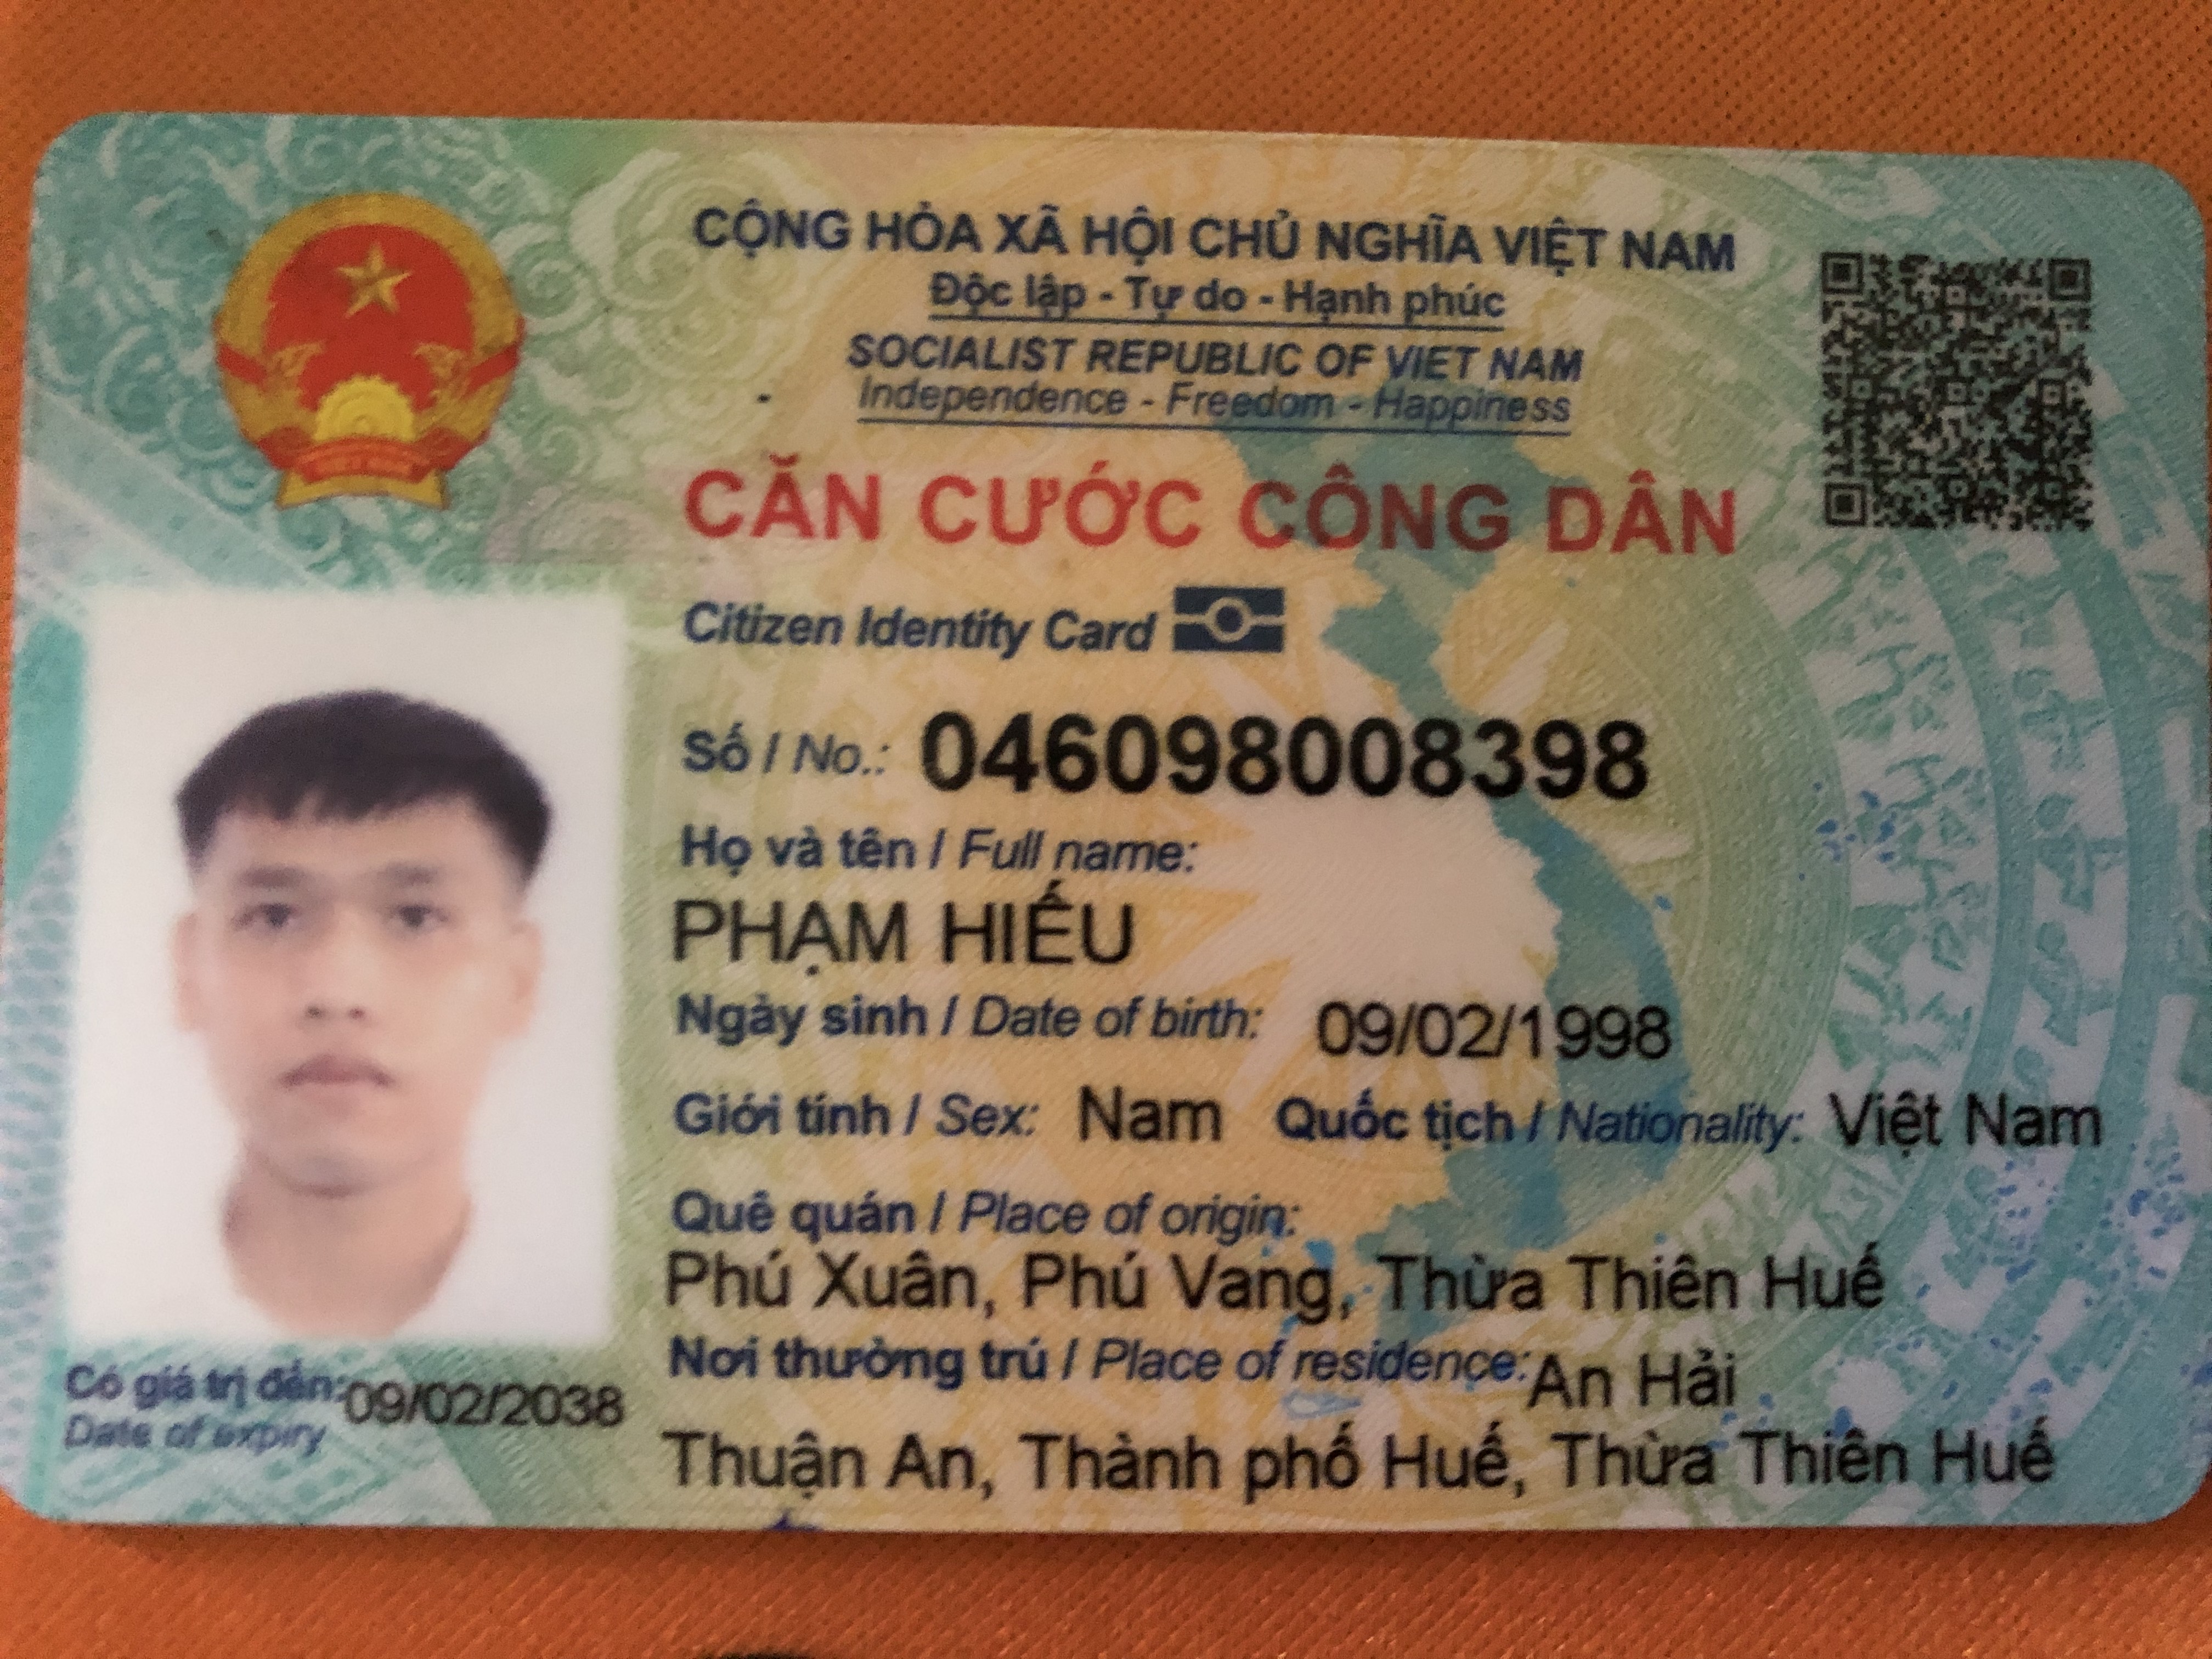 CỘNG HÒA XÃ HỘI CHỦ NGHĨA VIỆT NAM
Độc lập - Tự do - Hạnh phúc
SOCIALIST REPUBLIC OF VIET NAM
Independence - Freedom - Happiness
CĂN CƯỚC CÔNG DÂN
Citizen Identity Card
Số / No.: 046098008398
Họ và tên / Full name:
PHẠM HIẾU
Ngày sinh / Date of birth: 09/02/1998
Giới tính / Sex: Nam Quốc tịch / Nationality: Việt Nam
Quê quán / Place of origin:
Phú Xuân, Phú Vang, Thừa Thiên Huế
Nơi thường trú / Place of residence: An Hải
Thuận An, Thành phố Huế, Thừa Thiên Huế
Có giá trị đến: 09/02/2038
Date of expiry